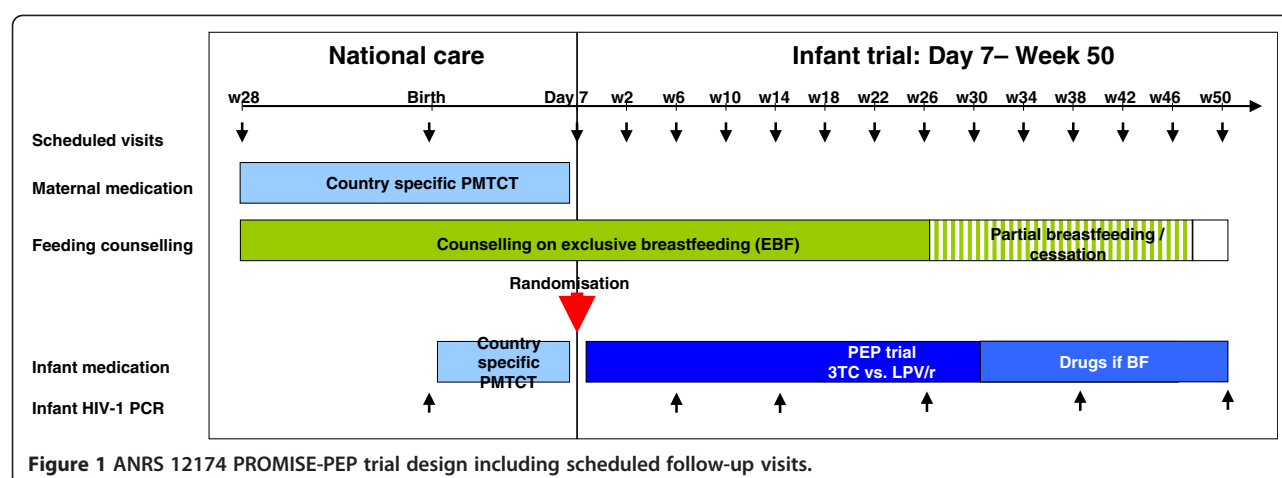 National care
Infant trial: Day 7– Week 50
w28 Birth Day 7 w2 w6 w10 w14 w18 w22 w26 w30 w34 w38 w42 w46 w50
Scheduled visits
Maternal medication
Country specific PMTCT
Feeding counselling
Counselling on exclusive breastfeeding (EBF)
Partial breastfeeding /
cessation
Randomisation
Infant medication
Country
specific
PMTCT
PEP trial
3TC vs. LPV/r
Drugs if BF
Infant HIV-1 PCR
Figure 1 ANRS 12174 PROMISE-PEP trial design including scheduled follow-up visits.